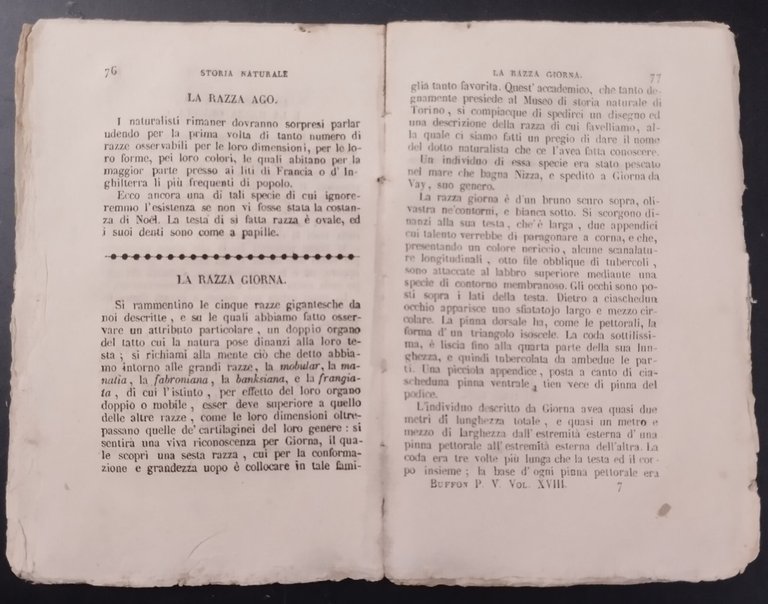 76
STORIA NATURALE
LA RAZZA AGO.
I naturalisti rimaner dovranno sorpresi parlar
udendo per la prima volta di tanto numero di
razze osservabili per le loro dimensioni, per le lo-
ro forme, pei loro colori, le quali abitano per la
maggior parte presso ai liti di Francia o d'In-
ghilterra li più frequenti di popolo.
Ecco ancora una di tali specie di cui ignore-
remmo l'esistenza se non vi fosse stata la costan-
za di Noël. La testa di si fatta razza è ovale, ed
i suoi denti sono come a papille.
LA RAZZA GIORNA.
Si rammentino le cinque razze gigantesche da
noi descritte, e su le quali abbiamo fatto osser-
vare un attributo particolare, un doppio organo
del tatto cui la natura pose dinanzi alla loro te-
sta; si richiami alla mente ciò che detto abbia-
mo intorno alle grandi razze, la mobular, la ma-
natia, la fabroniana, la banksiana, e la frangia-
ta, di cui l'istinto, per effetto del loro organo
doppio o mobile, esser deve superiore a quello
delle altre razze, come le loro dimensioni oltre-
passano quelle de' cartilaginei del loro genere: si
sentirà una viva riconoscenza per Giorna, il qua-
le scoprì una sesta razza, cui per la conforma-
zione e grandezza uopo è collocare in tale fami-
LA RAZZA GIORNA.
77
glia tanto favorita. Quest' accademico, che tanto de-
gnamente presiede al Museo di storia naturale di
Torino, si compiacque di spedirci un disegno ed
una descrizione della razza di cui favelliamo, al-
la quale ci siamo fatti un pregio di dare il nome
del dotto naturalista che ce l'avea fatta conoscere.
Un individuo di essa specie era stato pescato
nel mare che bagna Nizza, e spedito a Giorna da
Vay, suo genero.
La razza giorna è d'un bruno scuro sopra, oli-
vastra ne'contorni, e bianca sotto. Si scorgono di-
nanzi alla sua testa, ch'è larga, due appendici
cui talento verrebbe di paragonare a corna, e che,
presentando un colore nericcio, alcune scanalatu-
re longitudinali, otto file obblique di tubercoli,
sono attaccate al labbro superiore mediante una
specie di contorno membranoso. Gli occhi sono po-
sti sopra i lati della testa. Dietro a ciaschedun
occhio apparisce uno sfiatatojo largo e mezzo cir-
colare. La pinna dorsale ha, come le pettorali, la
forma d'un triangolo isoscele. La coda sottilissi-
ma, è liscia fino alla quarta parte della sua lun-
ghezza, e quindi tubercolata da ambedue le par-
ti. Una picciola appendice, posta a canto di cia-
scheduna pinna ventrale, tien vece di pinna del
podice.
L'individuo descritto da Giorna avea quasi due
metri di lunghezza totale, e quasi un metro e
mezzo di larghezza dall'estremità esterna d'una
pinna pettorale all'estremità esterna dell'altra. La
coda era tre volte più lunga che la testa ed il cor-
po insieme; la base d'ogni pinna pettorale era
BUFFON P. V. VOL. XVIII. 7